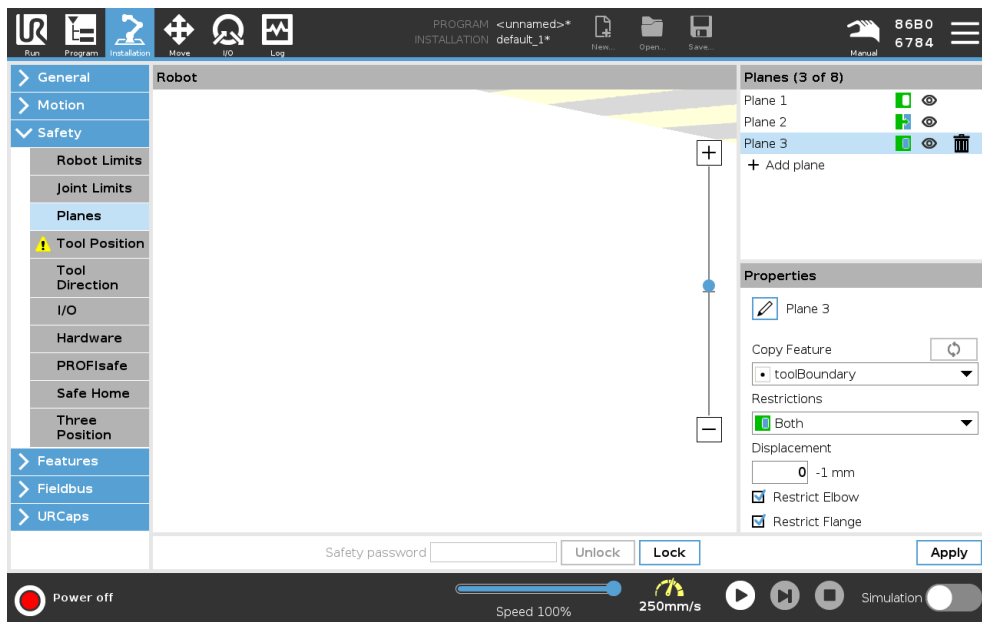 PROGRAM <unnamed>*
INSTALLATION default_1*
Run Program Installation Move I/O Log New... Open... Save... Manual
86B0
6784
General
Motion
Safety
Robot Limits
Joint Limits
Planes
Tool Position
Tool
Direction
I/O
Hardware
PROFIsafe
Safe Home
Three
Position
Features
Fieldbus
URCaps
Robot
+
−
Planes (3 of 8)
Plane 1
Plane 2
Plane 3
+ Add plane
Properties
Plane 3
Copy Feature
toolBoundary
Restrictions
Both
Displacement
0 -1 mm
Restrict Elbow
Restrict Flange
Safety password Unlock Lock Apply
Power off
Speed 100%
250mm/s
Simulation